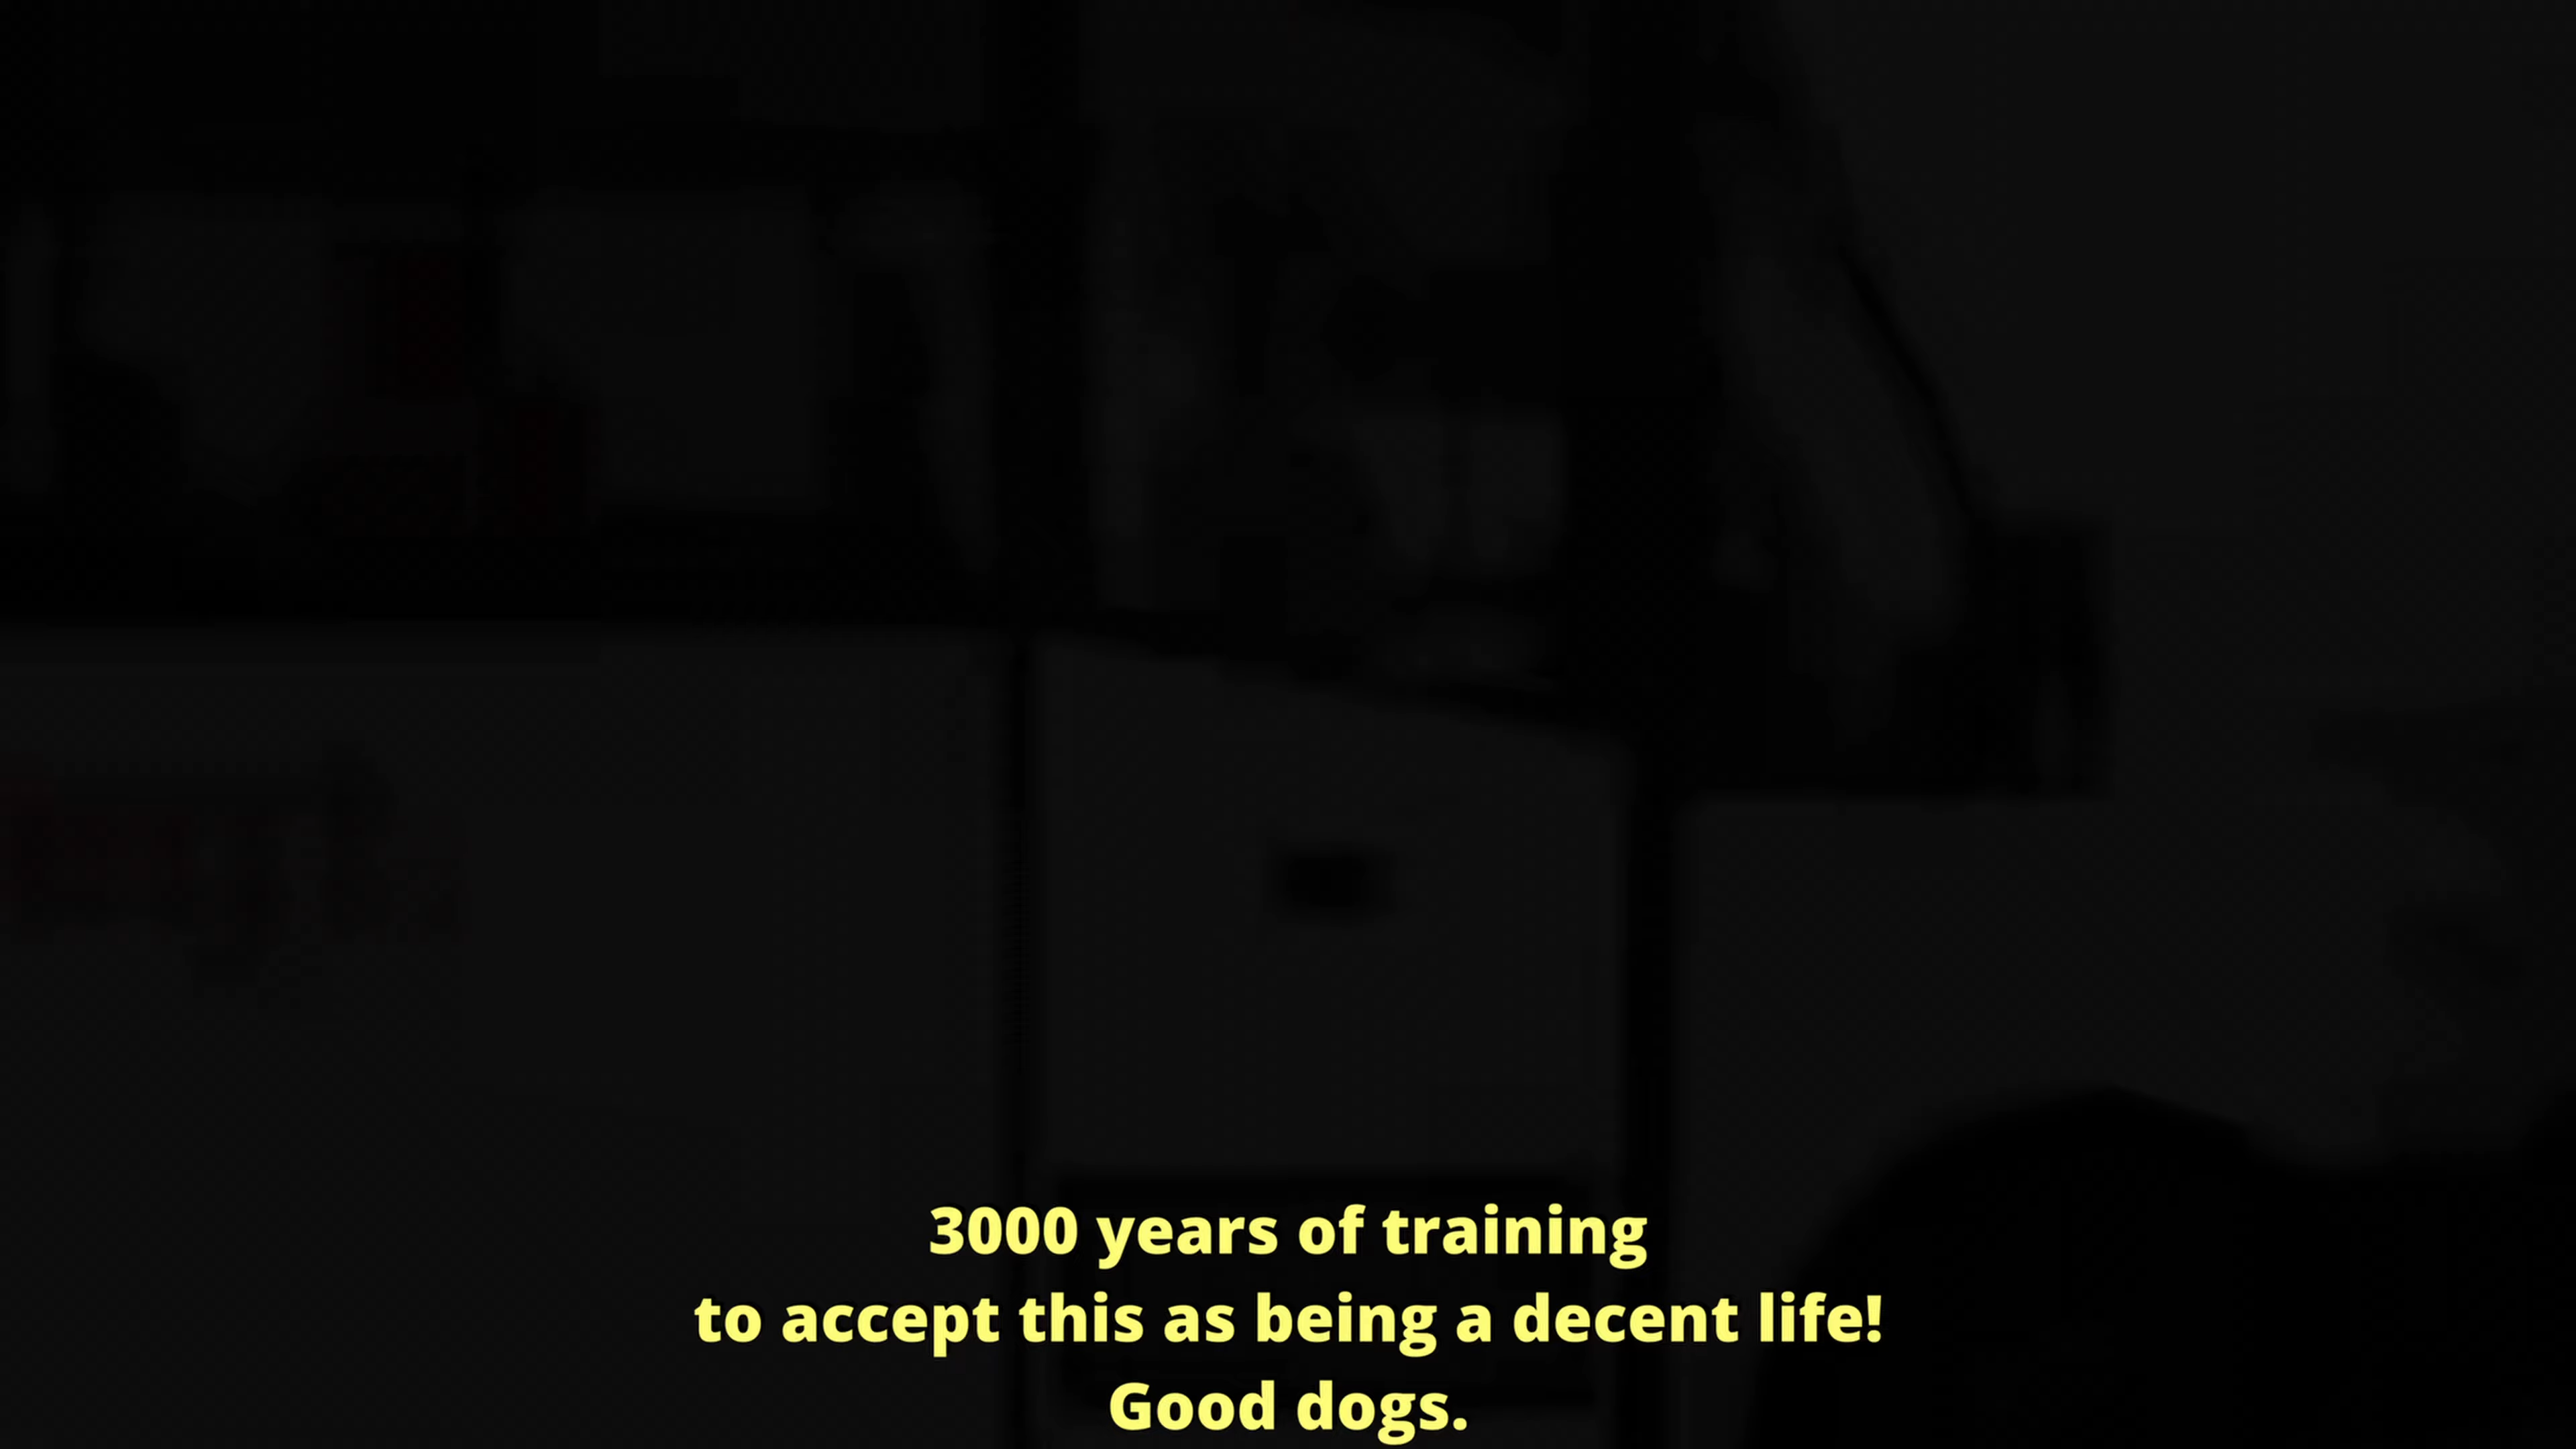 3000 years of training
to accept this as being a decent life!
Good dogs.